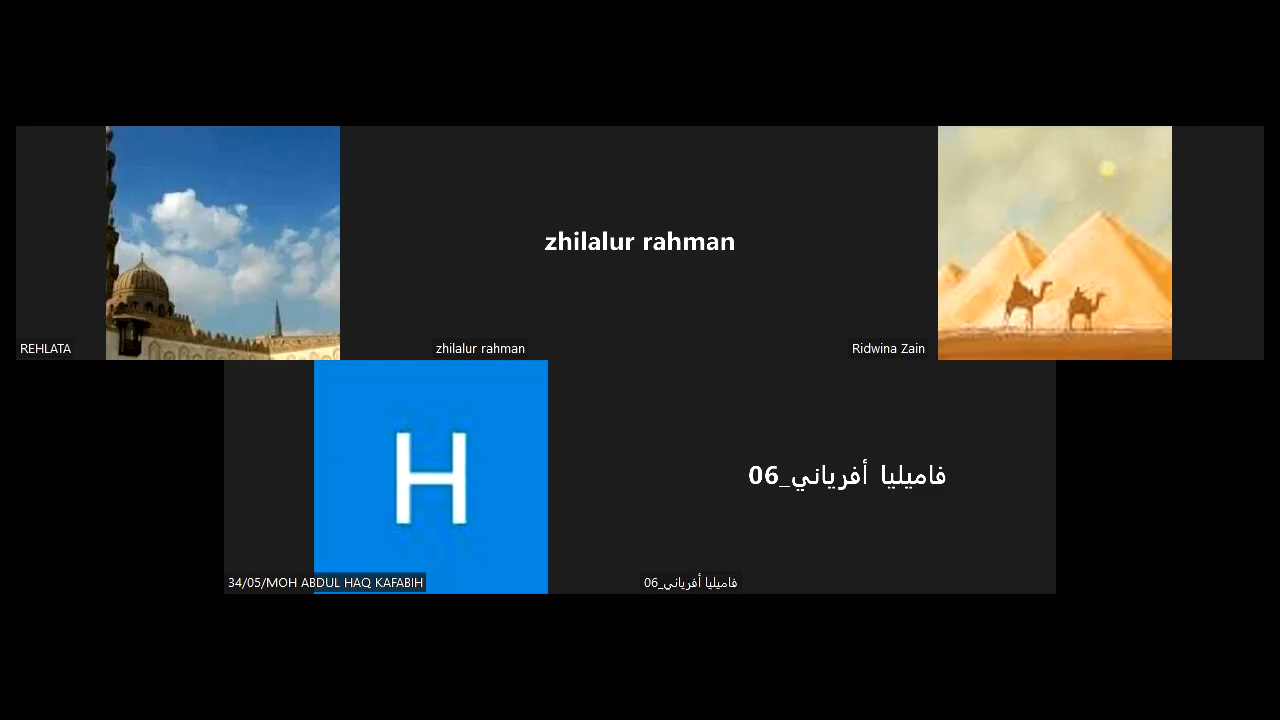 zhilalur rahman
REHLATA
zhilalur rahman
Ridwina Zain
H
فاميليا أفرياني_06
34/05/MOH ABDUL HAQ KAFABIH
فاميليا أفرياني_06